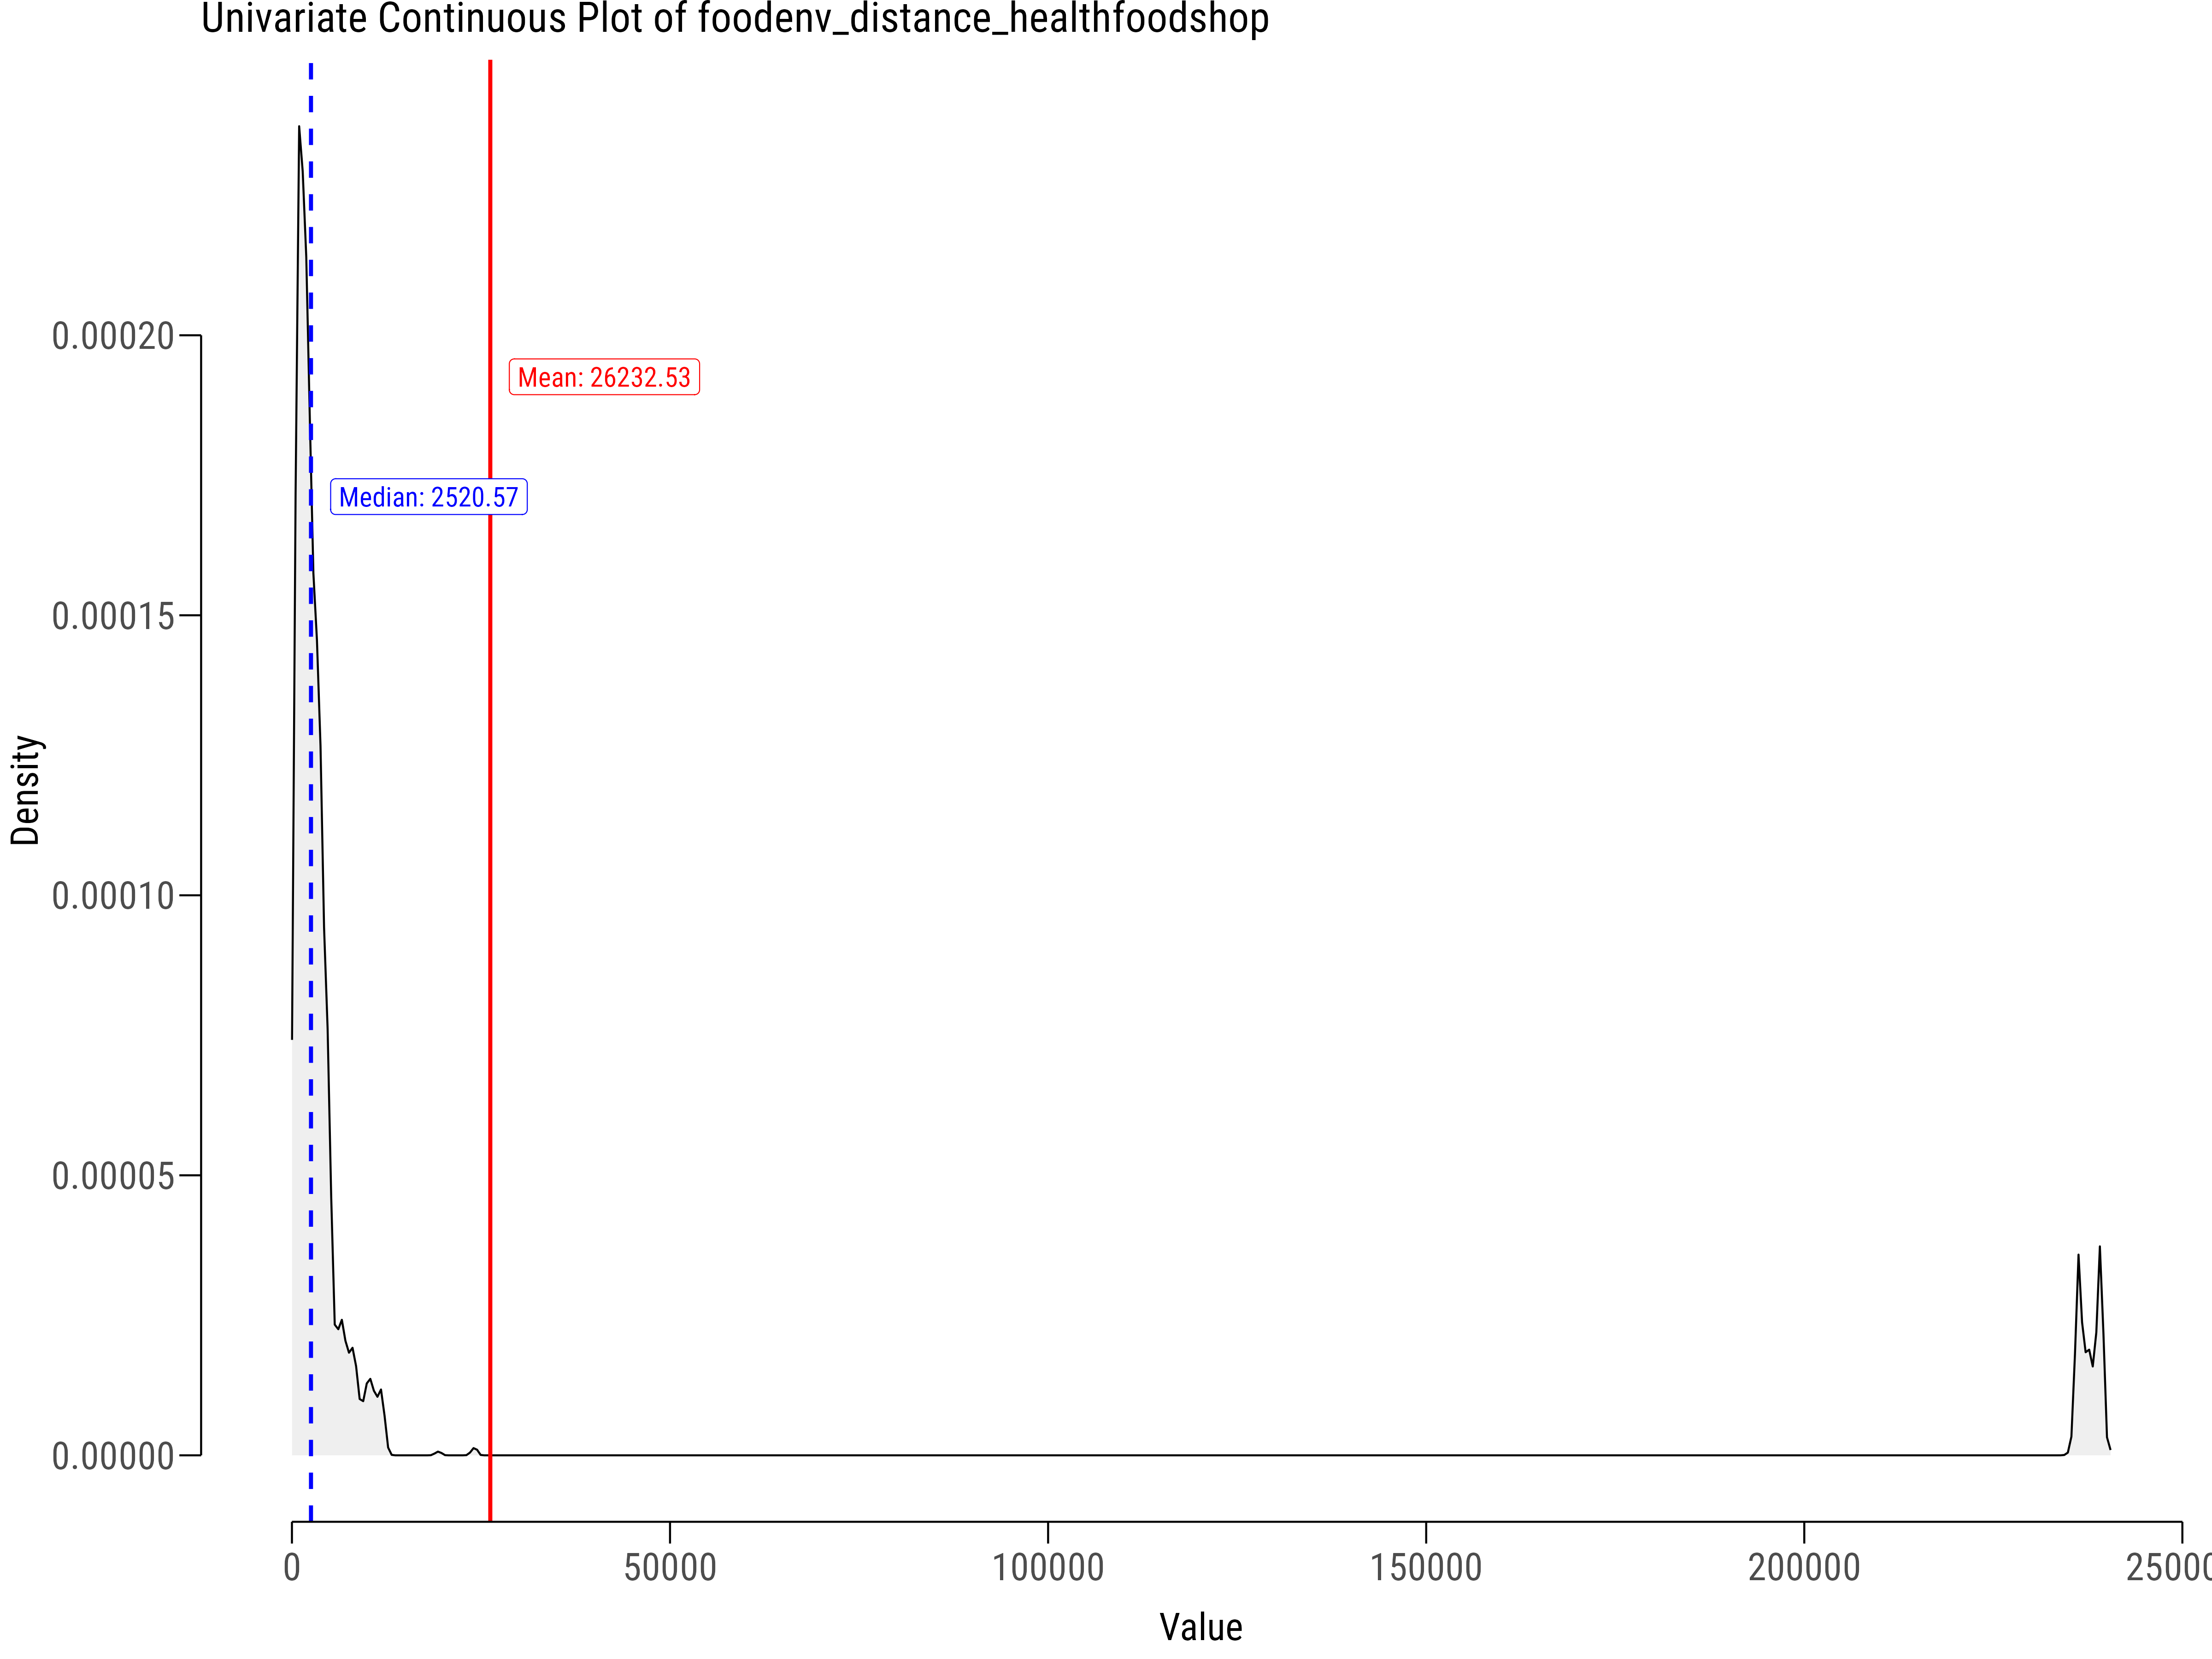 Univariate Continuous Plot of foodenv_distance_healthfoodshop
0.00020
Mean: 26232.53
Median: 2520.57
0.00015
Density
0.00010
0.00005
0.00000
0 50000 100000 150000 200000 25000
Value